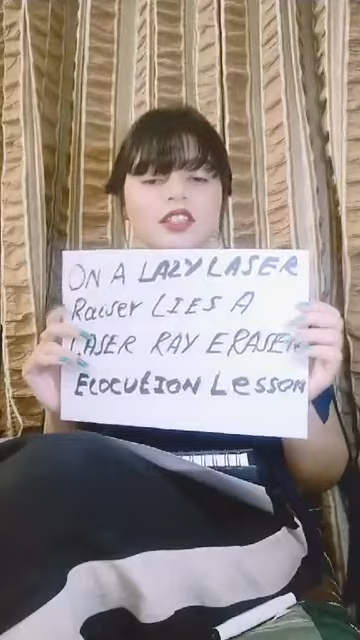 ON A LAZY LASER
Raiser LIES A
LASER RAY ERASER
ELOCUTION Lesson